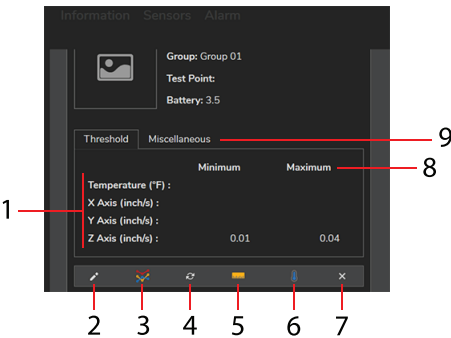 Information Sensors Alarm
Group: Group 01
Test Point:
Battery: 3.5
Threshold Miscellaneous
9
Minimum Maximum
8
1
Temperature (°F) :
X Axis (inch/s) :
Y Axis (inch/s) :
Z Axis (inch/s) : 0.01 0.04
2 3 4 5 6 7